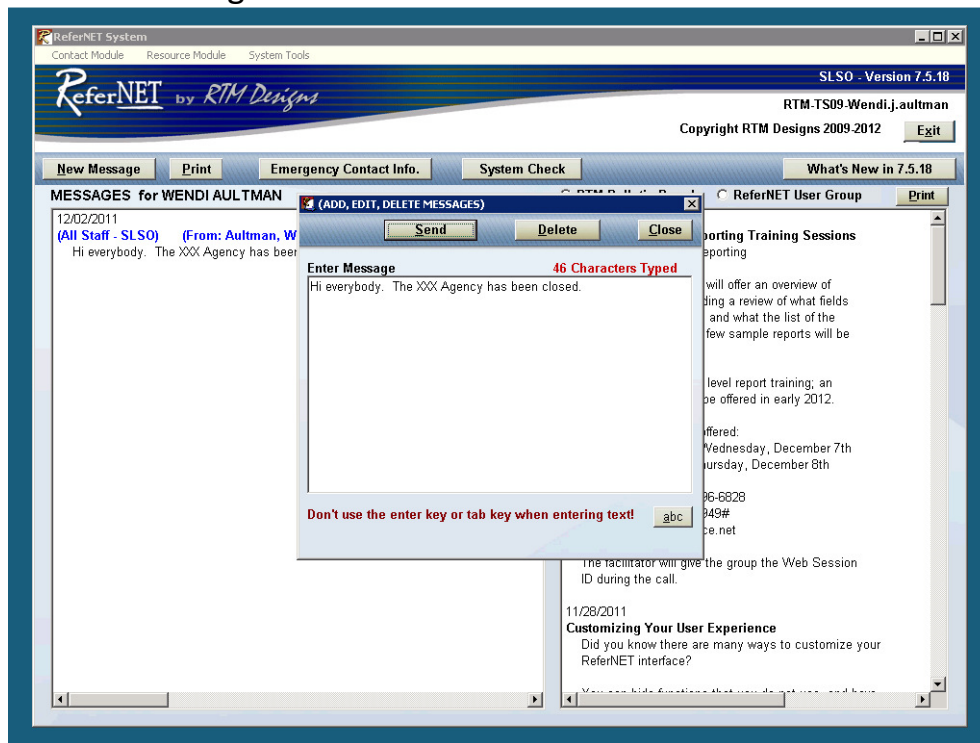 ReferNET System
Contact Module Resource Module System Tools
ReferNET by RTM Designs
SLSO - Version 7.5.18
RTM-TS09-Wendi.j.aultman
Copyright RTM Designs 2009-2012 Exit
New Message Print Emergency Contact Info. System Check What's New in 7.5.18
MESSAGES for WENDI AULTMAN
ReferNET User Group Print
12/02/2011
(All Staff - SLSO) (From: Aultman, W
Hi everybody. The XXX Agency has been
(ADD, EDIT, DELETE MESSAGES)
Send Delete Close
Enter Message 46 Characters Typed
Hi everybody. The XXX Agency has been closed.
Don't use the enter key or tab key when entering text! abc
orting Training Sessions
eporting
will offer an overview of
ding a review of what fields
and what the list of the
few sample reports will be
level report training; an
be offered in early 2012.
ffered:
Wednesday, December 7th
ursday, December 8th
96-6828
949#
ce.net
The facilitator will give the group the Web Session
ID during the call.
11/28/2011
Customizing Your User Experience
Did you know there are many ways to customize your
ReferNET interface?